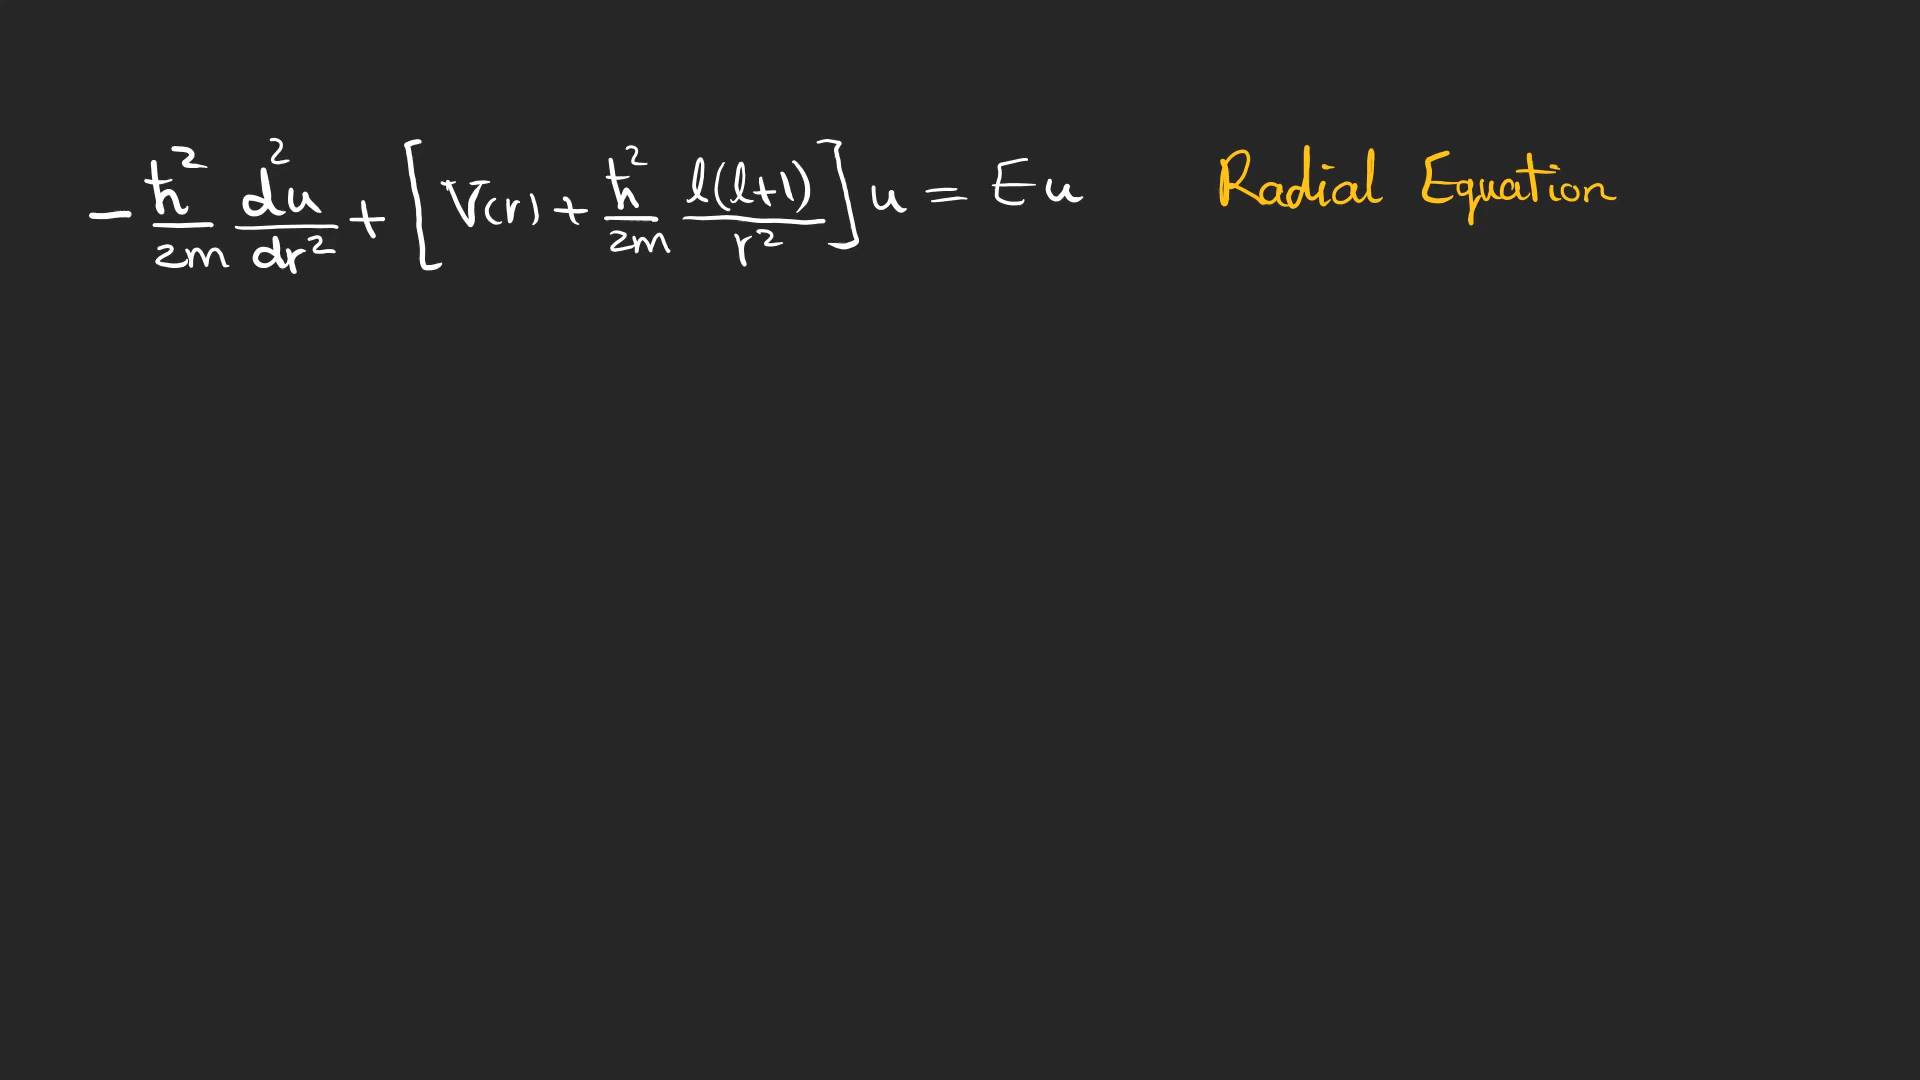 -ħ²/2m d²u/dr² + [V(r) + ħ²/2m l(l+1)/r²]u = Eu Radial Equation